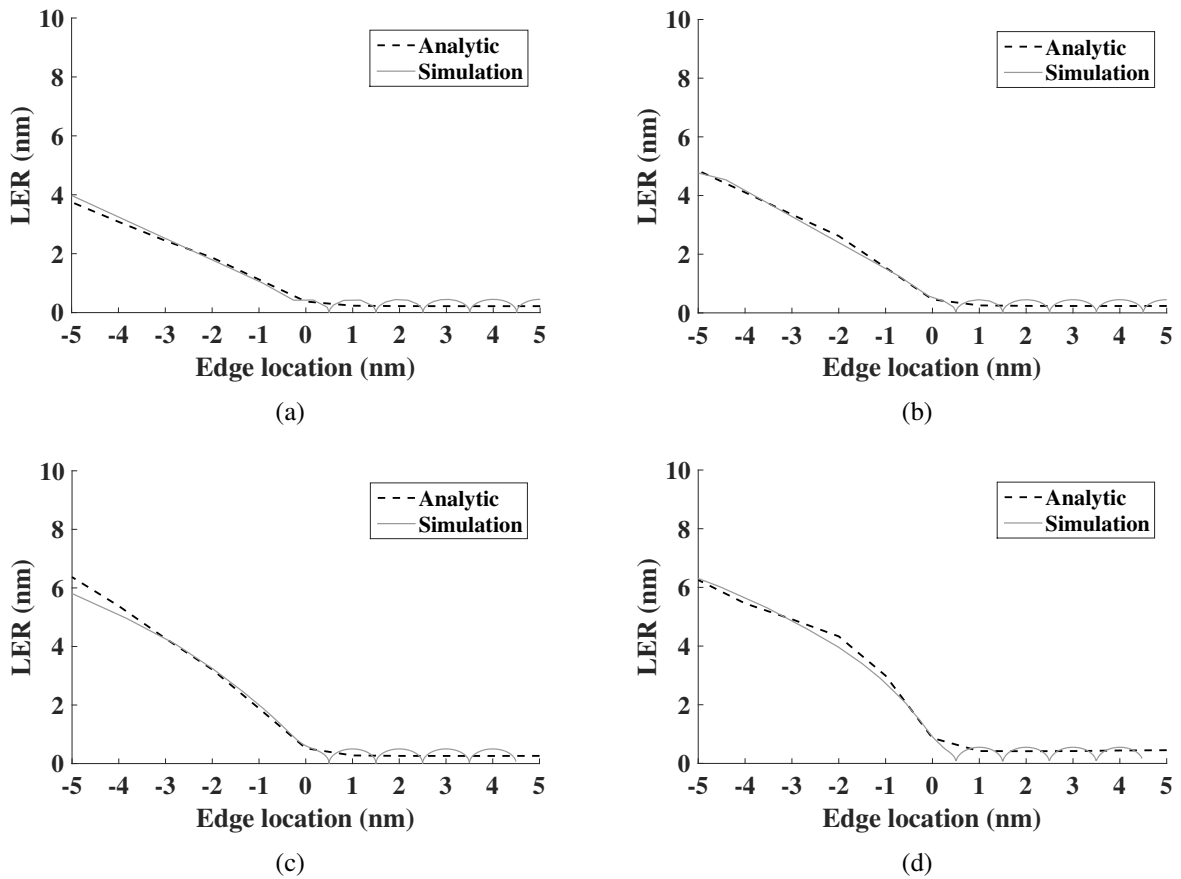 10
8
6
4
2
0
LER (nm)
Analytic
Simulation
-5 -4 -3 -2 -1 0 1 2 3 4 5
Edge location (nm)
(a)
10
8
6
4
2
0
LER (nm)
Analytic
Simulation
-5 -4 -3 -2 -1 0 1 2 3 4 5
Edge location (nm)
(b)
10
8
6
4
2
0
LER (nm)
Analytic
Simulation
-5 -4 -3 -2 -1 0 1 2 3 4 5
Edge location (nm)
(c)
10
8
6
4
2
0
LER (nm)
Analytic
Simulation
-5 -4 -3 -2 -1 0 1 2 3 4 5
Edge location (nm)
(d)